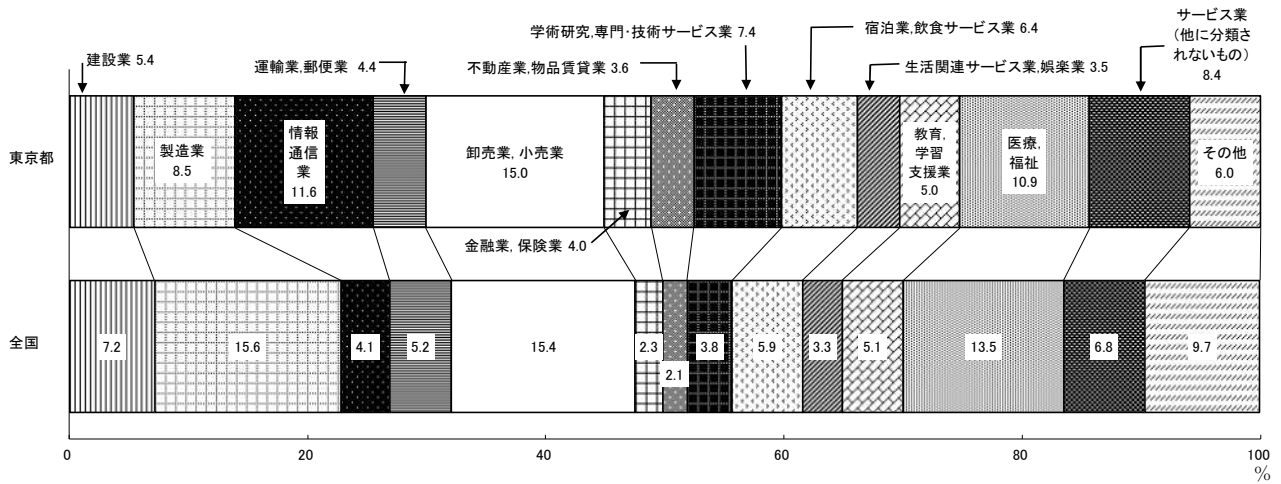 建設業 5.4
運輸業,郵便業 4.4
学術研究,専門・技術サービス業 7.4
不動産業,物品賃貸業 3.6
宿泊業,飲食サービス業 6.4
生活関連サービス業,娯楽業 3.5
サービス業
(他に分類
されないもの)
8.4
東京都
製造業
8.5
情報
通信
業
11.6
卸売業, 小売業
15.0
教育,
学習
支援業
5.0
医療,
福祉
10.9
その他
6.0
金融業, 保険業 4.0
全国
7.2
15.6
4.1
5.2
15.4
2.3
2.1
3.8
5.9
3.3
5.1
13.5
6.8
9.7
0
20
40
60
80
100
%